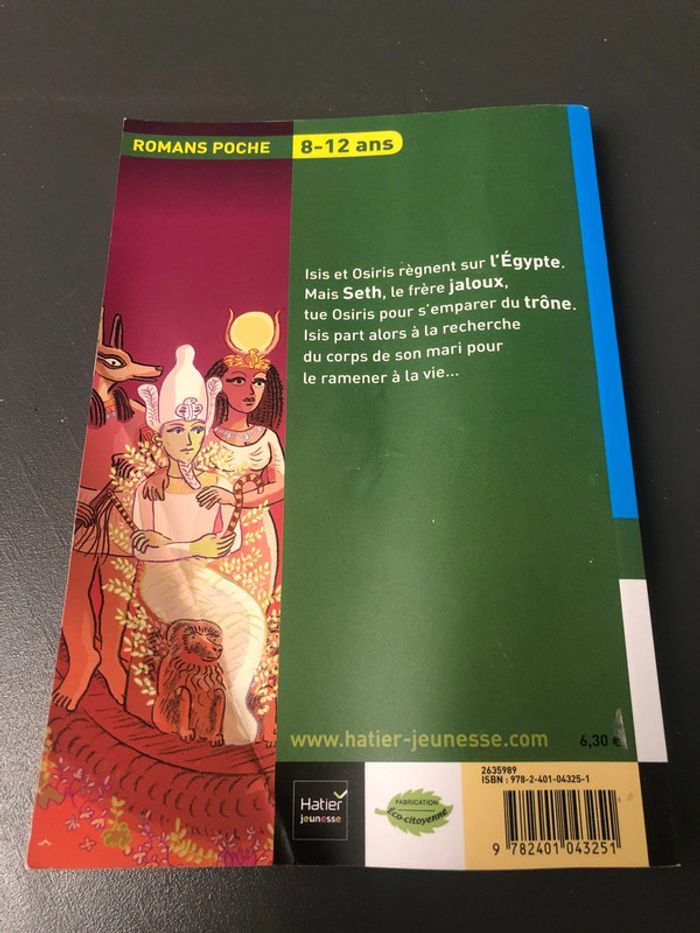 ROMANS POCHE 8-12 ans
Isis et Osiris règnent sur l'Égypte.
Mais Seth, le frère jaloux,
tue Osiris pour s'emparer du trône.
Isis part alors à la recherche
du corps de son mari pour
le ramener à la vie...
www.hatier-jeunesse.com
6,30 €
Hatier
jeunesse
FABRICATION
Éco-citoyenne
2635989
ISBN : 978-2-401-04325-1
9 782401 043251